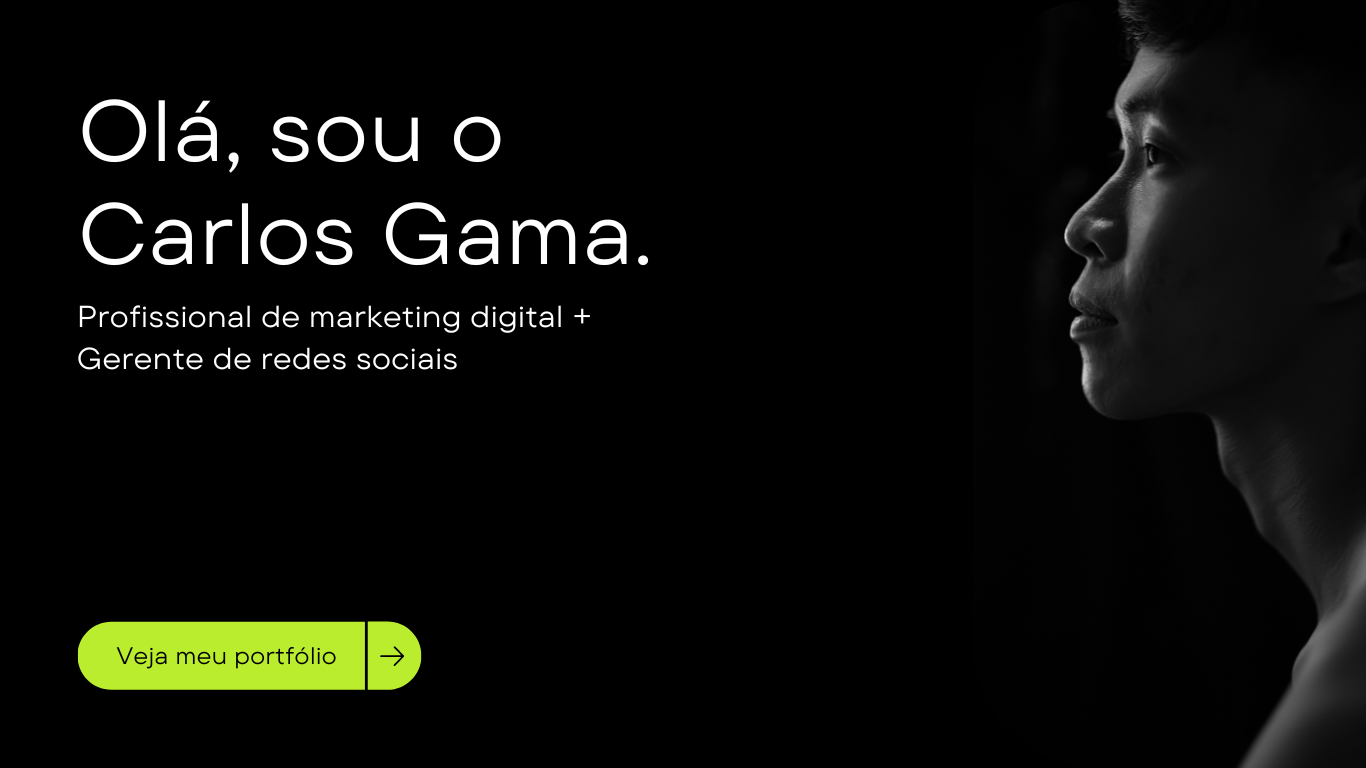 Olá, sou o
Carlos Gama.
Profissional de marketing digital +
Gerente de redes sociais
Veja meu portfólio